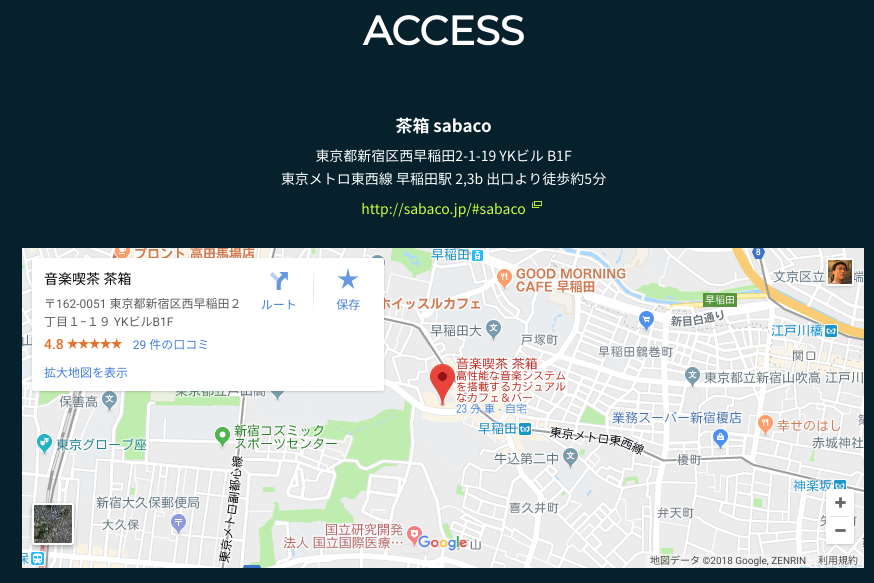 ACCESS
茶箱 sabaco
東京都新宿区西早稲田2-1-19 YKビル B1F
東京メトロ東西線 早稲田駅 2,3b 出口より徒歩約5分
http://sabaco.jp/#sabaco
音楽喫茶 茶箱
〒162-0051 東京都新宿区西早稲田2
丁目1-19 YKビルB1F
4.8 ★★★★★ 29 件の口コミ
拡大地図を表示
ルート
保存
フロント 高田馬場店
早稲田
8
GOOD MORNING
CAFE 早稲田
文京区立
端
早稲田
ホイッスルカフェ
早稲田大
戸塚町
新目白通り
江戸川橋
早稲田鶴巻町
関口
音楽喫茶 茶箱
高性能な音楽システム
を搭載するカジュアル
なカフェ&バー
23 分 車 - 自宅
東京都立新宿山吹高
江戸川
保善高
早稲田
業務スーパー新宿榎店
幸せのはし
新宿コズミック
スポーツセンター
東京グローブ座
東京メトロ東西線
赤城神社
牛込第二中
榎町
神楽坂
東京メトロ副都心線
新宿大久保郵便局
喜久井町
弁天町
大久保
国立研究開発
法人 国立国際医療…
Google
山
+
−
地図データ ©2018 Google, ZENRIN
利用規約